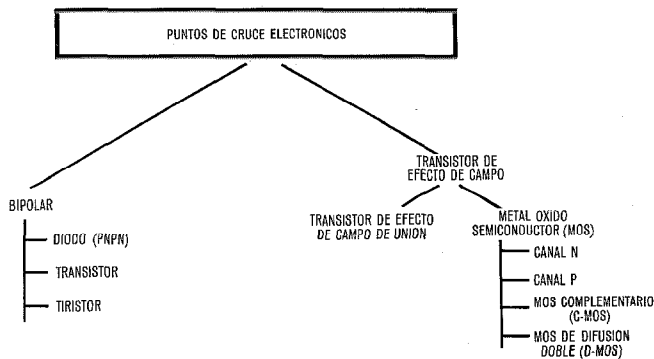 PUNTOS DE CRUCE ELECTRONICOS
TRANSISTOR DE
EFECTO DE CAMPO
BIPOLAR
DIODO (PNPN)
TRANSISTOR
TIRISTOR
TRANSISTOR DE EFECTO
DE CAMPO DE UNION
METAL OXIDO
SEMICONDUCTOR (MOS)
CANAL N
CANAL P
MOS COMPLEMENTARIO
(C-MOS)
MOS DE DIFUSION
DOBLE (D-MOS)